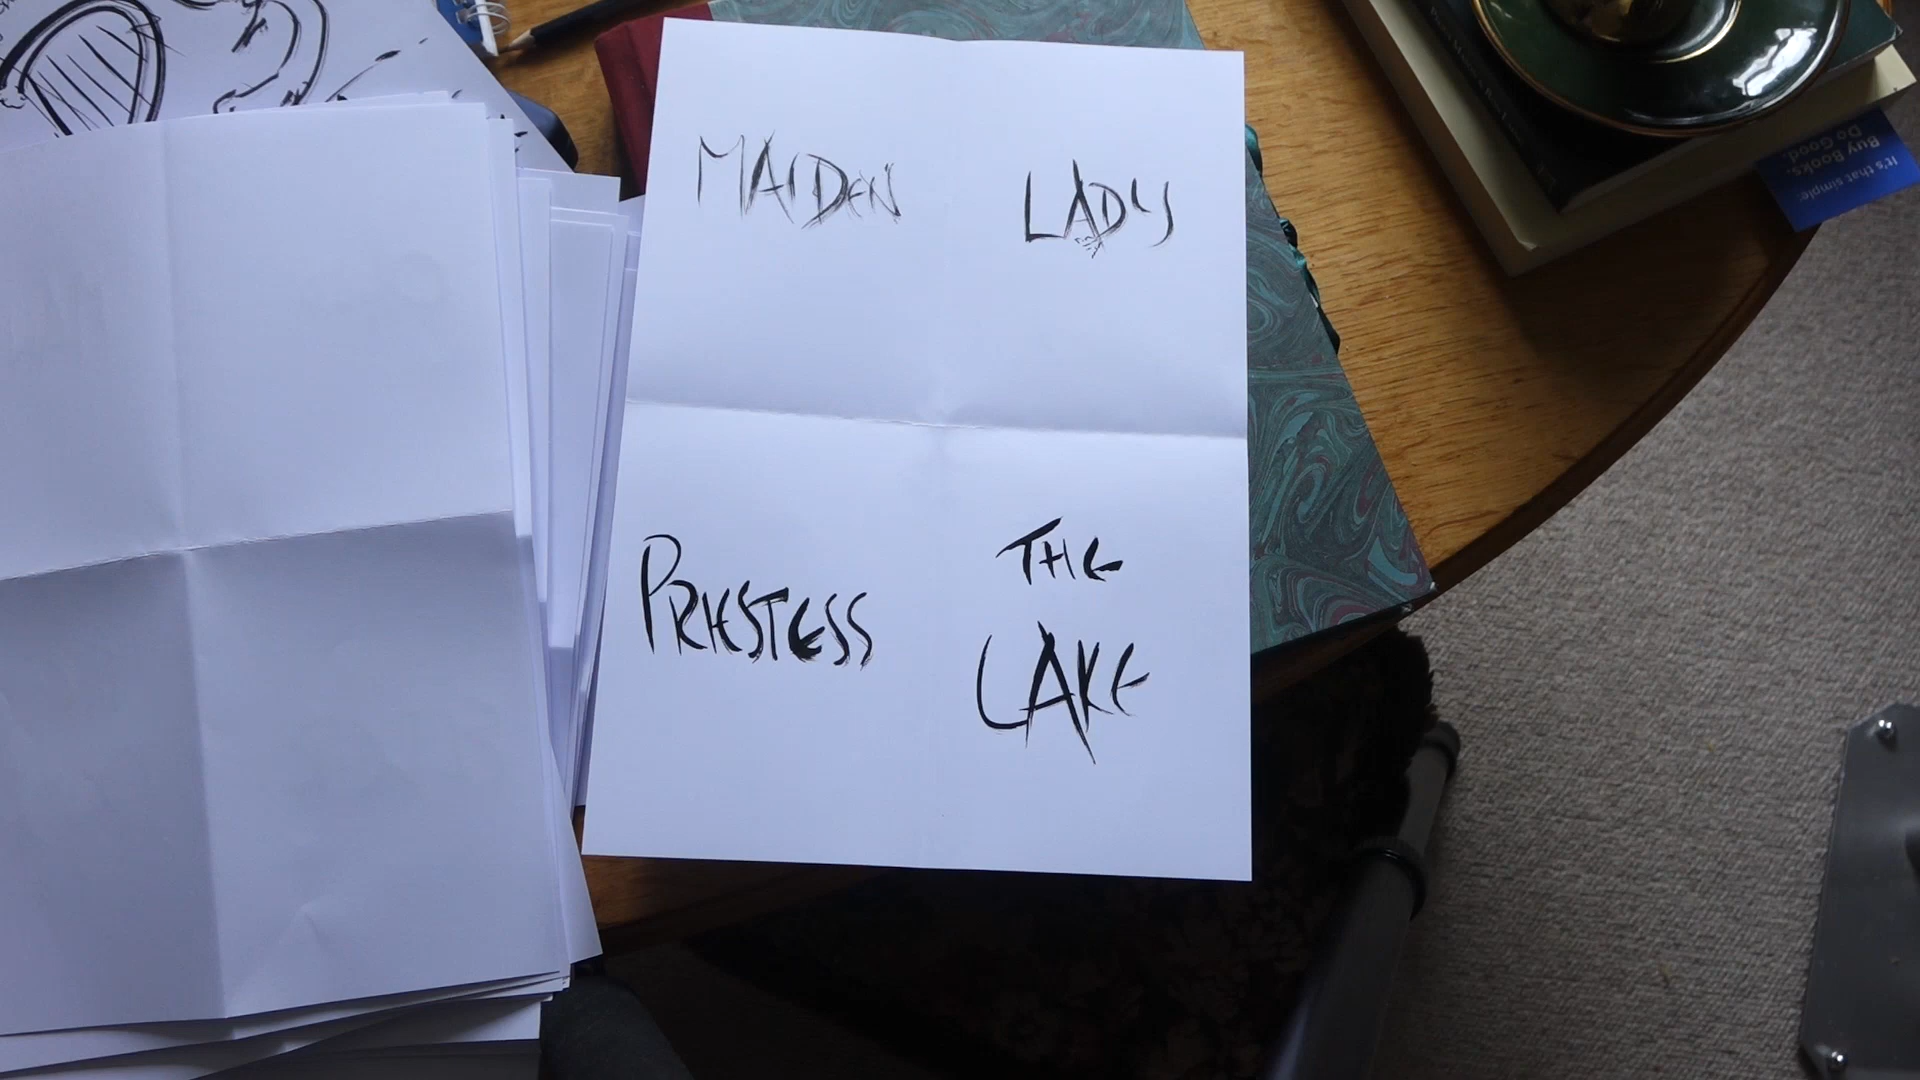 MAIDEN
LADY
PRIESTESS
THE
LAKE
It's that simple.
Buy Books.
Do Good.